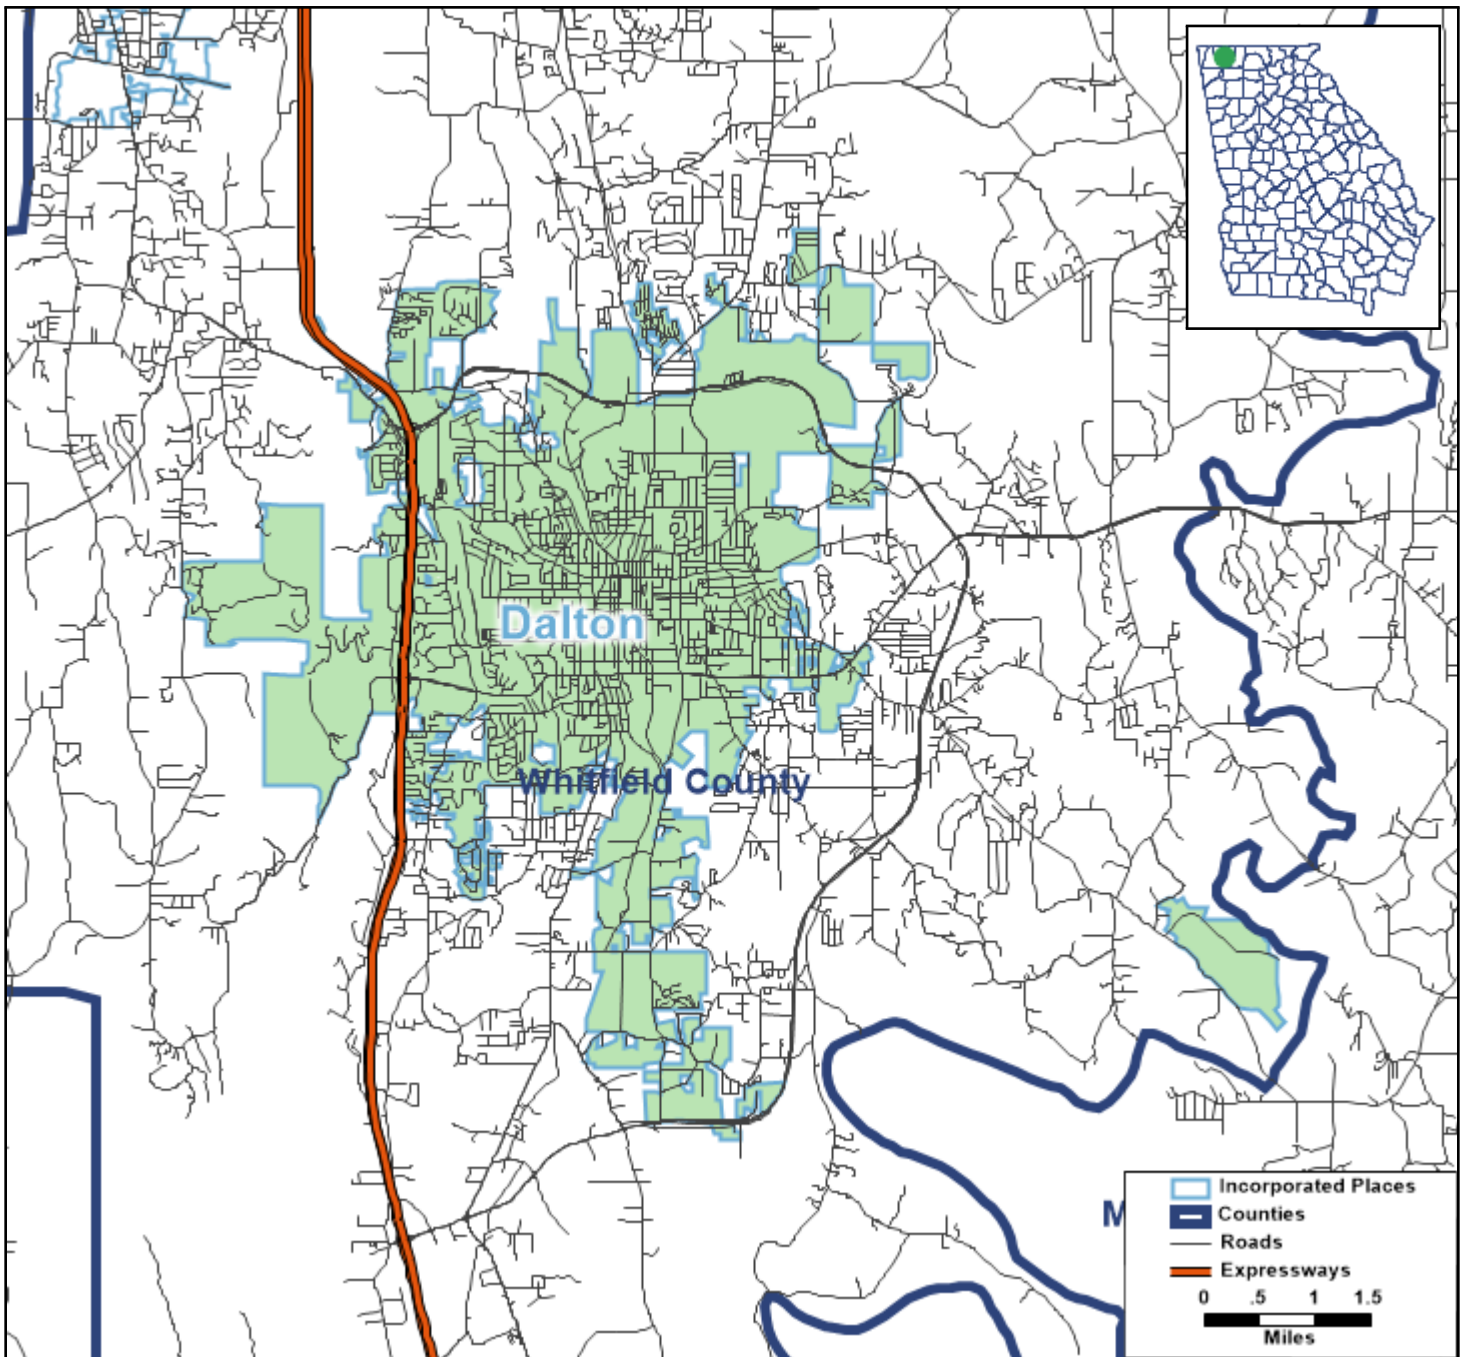 Dalton
Whitfield County
M
Incorporated Places
Counties
Roads
Expressways
0 .5 1 1.5
Miles